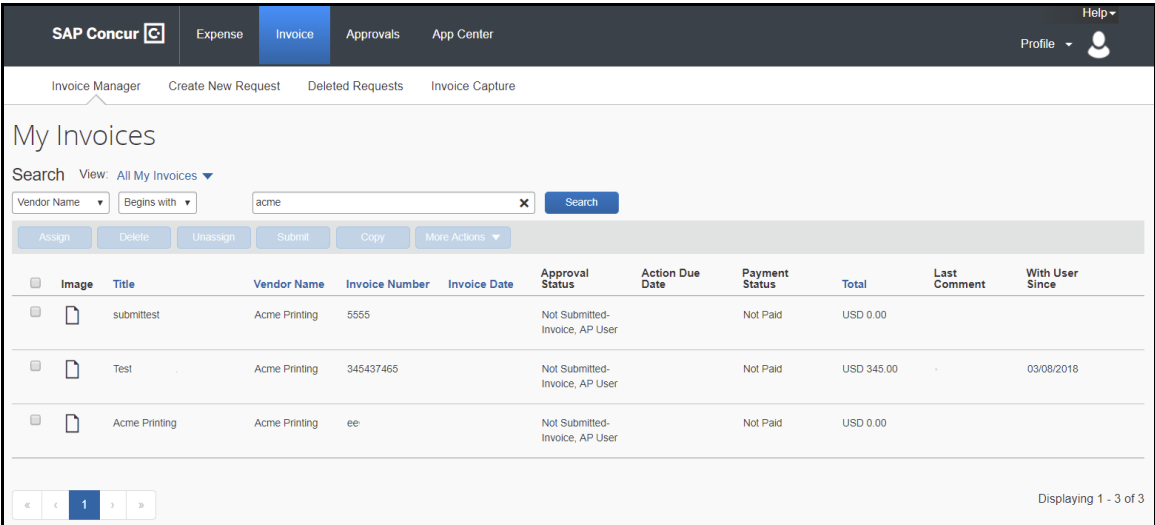 Help
SAP Concur C Expense Invoice Approvals App Center
Profile
Invoice Manager Create New Request Deleted Requests Invoice Capture
My Invoices
Search View: All My Invoices
Vendor Name Begins with acme Search
Assign Delete Unassign Submit Copy More Actions
Image Title Vendor Name Invoice Number Invoice Date Approval Status Action Due Date Payment Status Total Last Comment With User Since
submittest Acme Printing 5555 Not Submitted- Not Paid USD 0.00
Invoice, AP User
Test Acme Printing 345437465 Not Submitted- Not Paid USD 345.00 03/08/2018
Invoice, AP User
Acme Printing Acme Printing ee Not Submitted- Not Paid USD 0.00
Invoice, AP User
« ‹ 1 › » Displaying 1 - 3 of 3